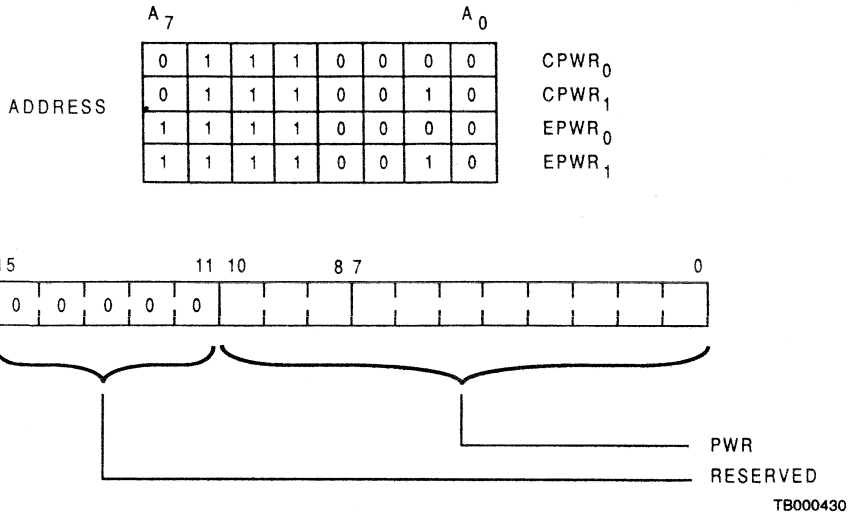 A7 A0
0 1 1 1 0 0 0 0 CPWR0
ADDRESS
0 1 1 1 0 0 1 0 CPWR1
1 1 1 1 0 0 0 0 EPWR0
1 1 1 1 0 0 1 0 EPWR1
15 11 10 8 7 0
0 0 0 0 0
PWR
RESERVED
TB000430